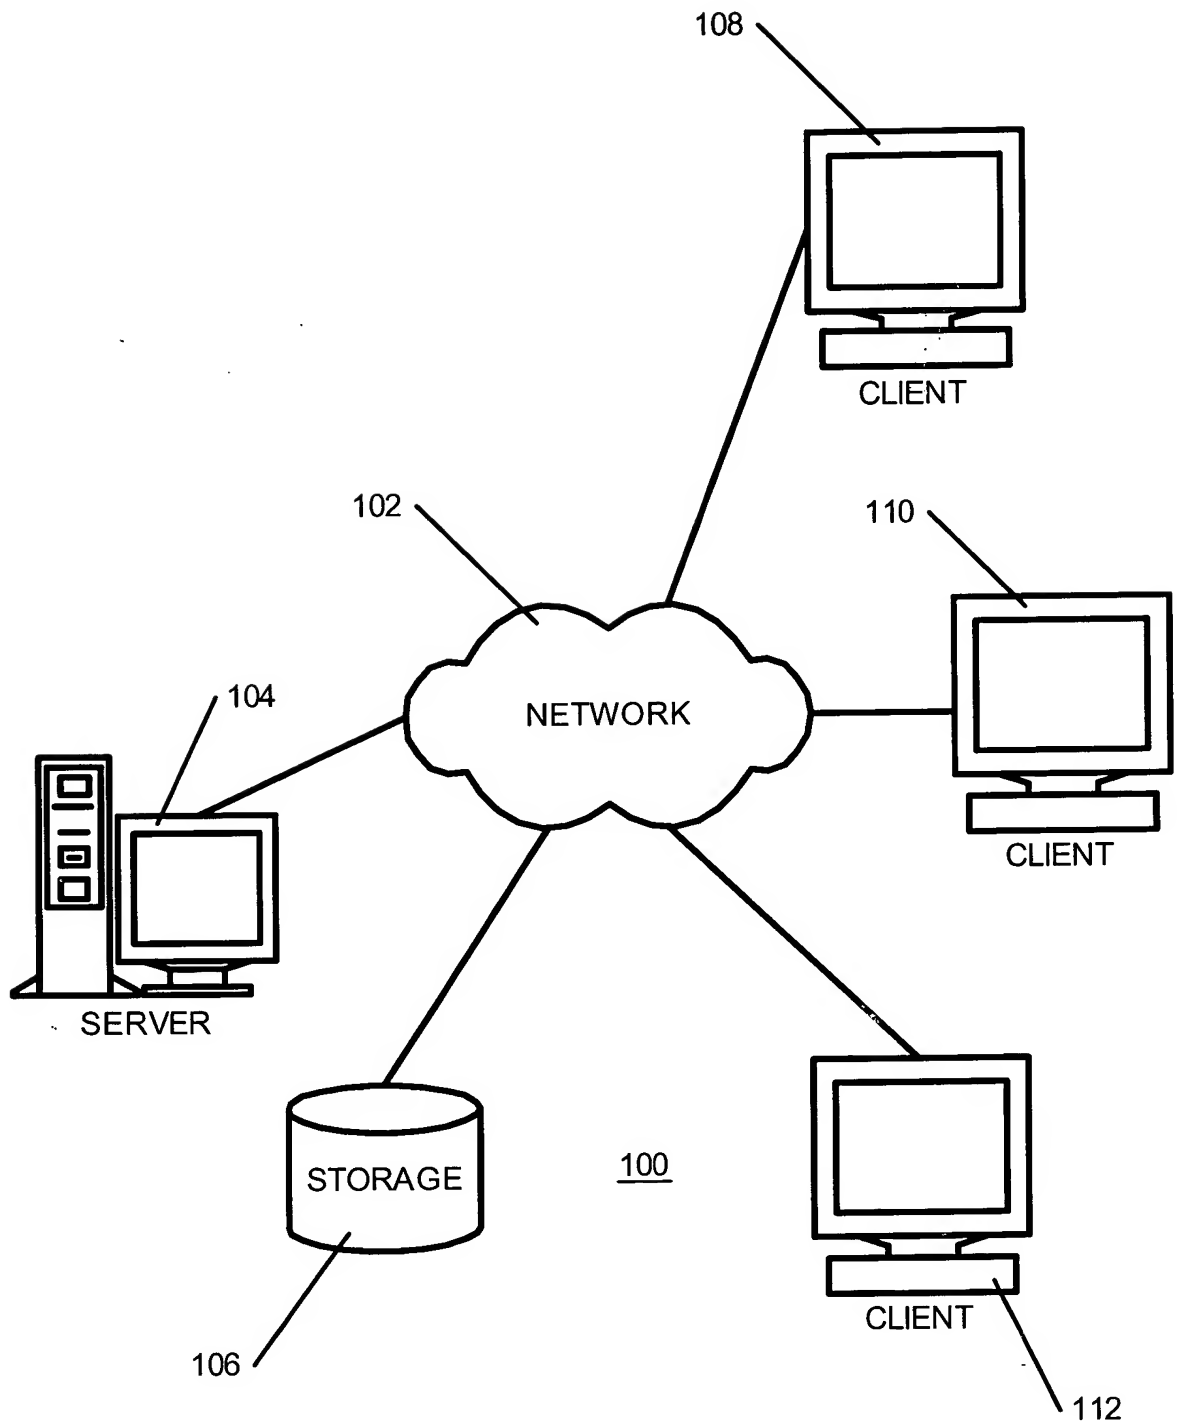 108
CLIENT
102
110
104
NETWORK
CLIENT
SERVER
STORAGE
100
CLIENT
106
112